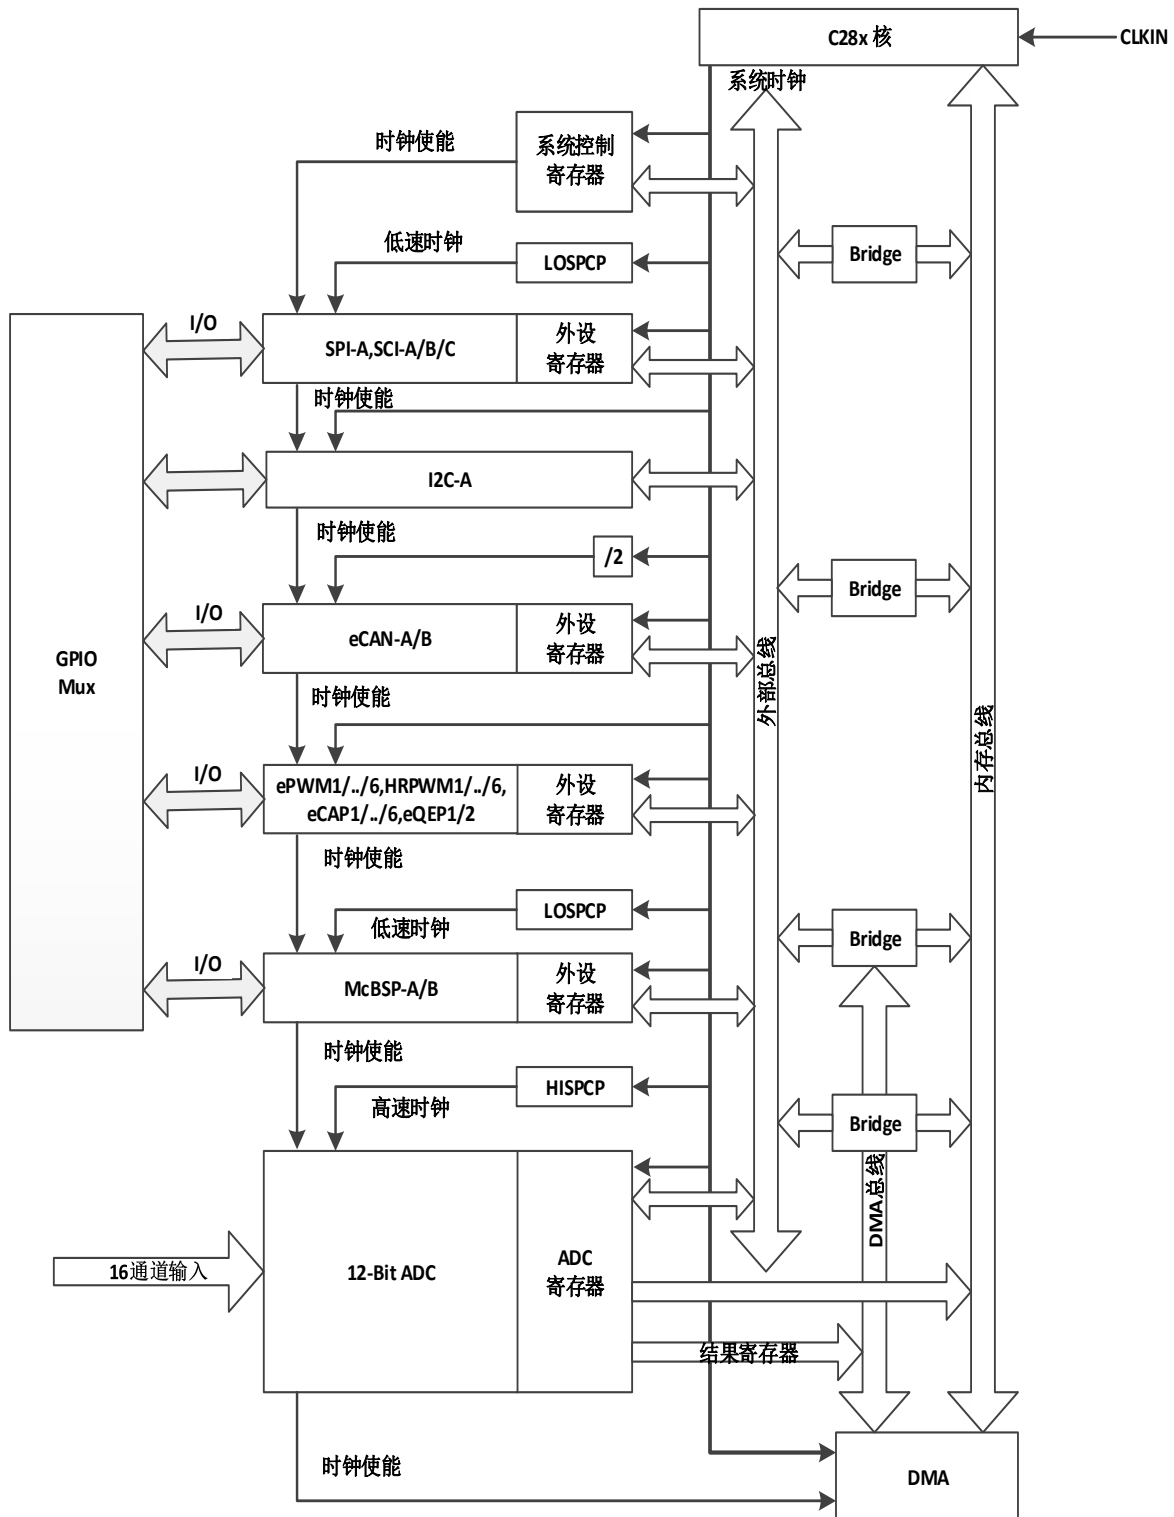 C28x 核
CLKIN
系统时钟
时钟使能
系统控制
寄存器
低速时钟
LOSPCP
Bridge
I/O
SPI-A,SCI-A/B/C
外设
寄存器
时钟使能
I2C-A
时钟使能
/2
Bridge
I/O
eCAN-A/B
外设
寄存器
GPIO
Mux
外部总线
时钟使能
内存总线
I/O
ePWM1/../6,HRPWM1/../6,
eCAP1/../6,eQEP1/2
外设
寄存器
时钟使能
LOSPCP
低速时钟
Bridge
I/O
McBSP-A/B
外设
寄存器
时钟使能
HISPCP
高速时钟
Bridge
DMA总线
16通道输入
12-Bit ADC
ADC
寄存器
结果寄存器
时钟使能
DMA